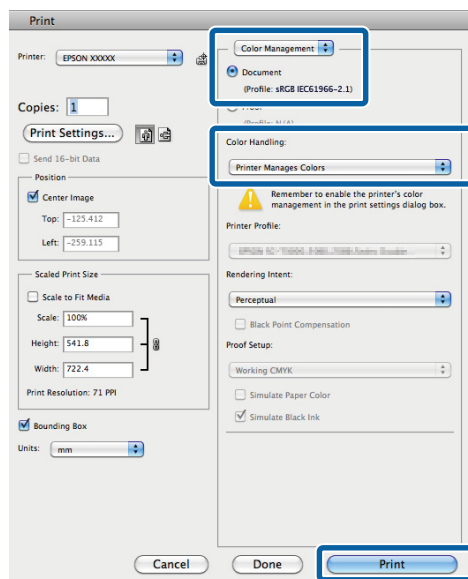 Print
Printer: EPSON XXXXX
Copies: 1
Print Settings...
Send 16-bit Data
Position
Center Image
Top: -125.412
Left: -259.115
Scaled Print Size
Scale to Fit Media
Scale: 100%
Height: 541.8
Width: 722.4
Print Resolution: 71 PPI
Bounding Box
Units: mm
Color Management
Document
(Profile: sRGB IEC61966-2.1)
Color Handling:
Printer Manages Colors
Remember to enable the printer's color
management in the print settings dialog box.
Printer Profile:
Rendering Intent:
Perceptual
Black Point Compensation
Proof Setup:
Working CMYK
Simulate Paper Color
Simulate Black Ink
Cancel
Done
Print